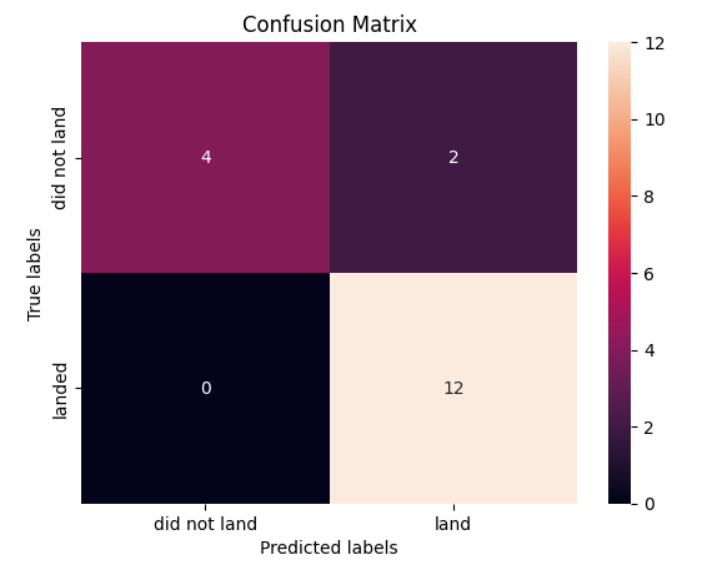 Confusion Matrix
did not land
landed
True labels
4
2
0
12
did not land
land
Predicted labels
12
10
8
6
4
2
0